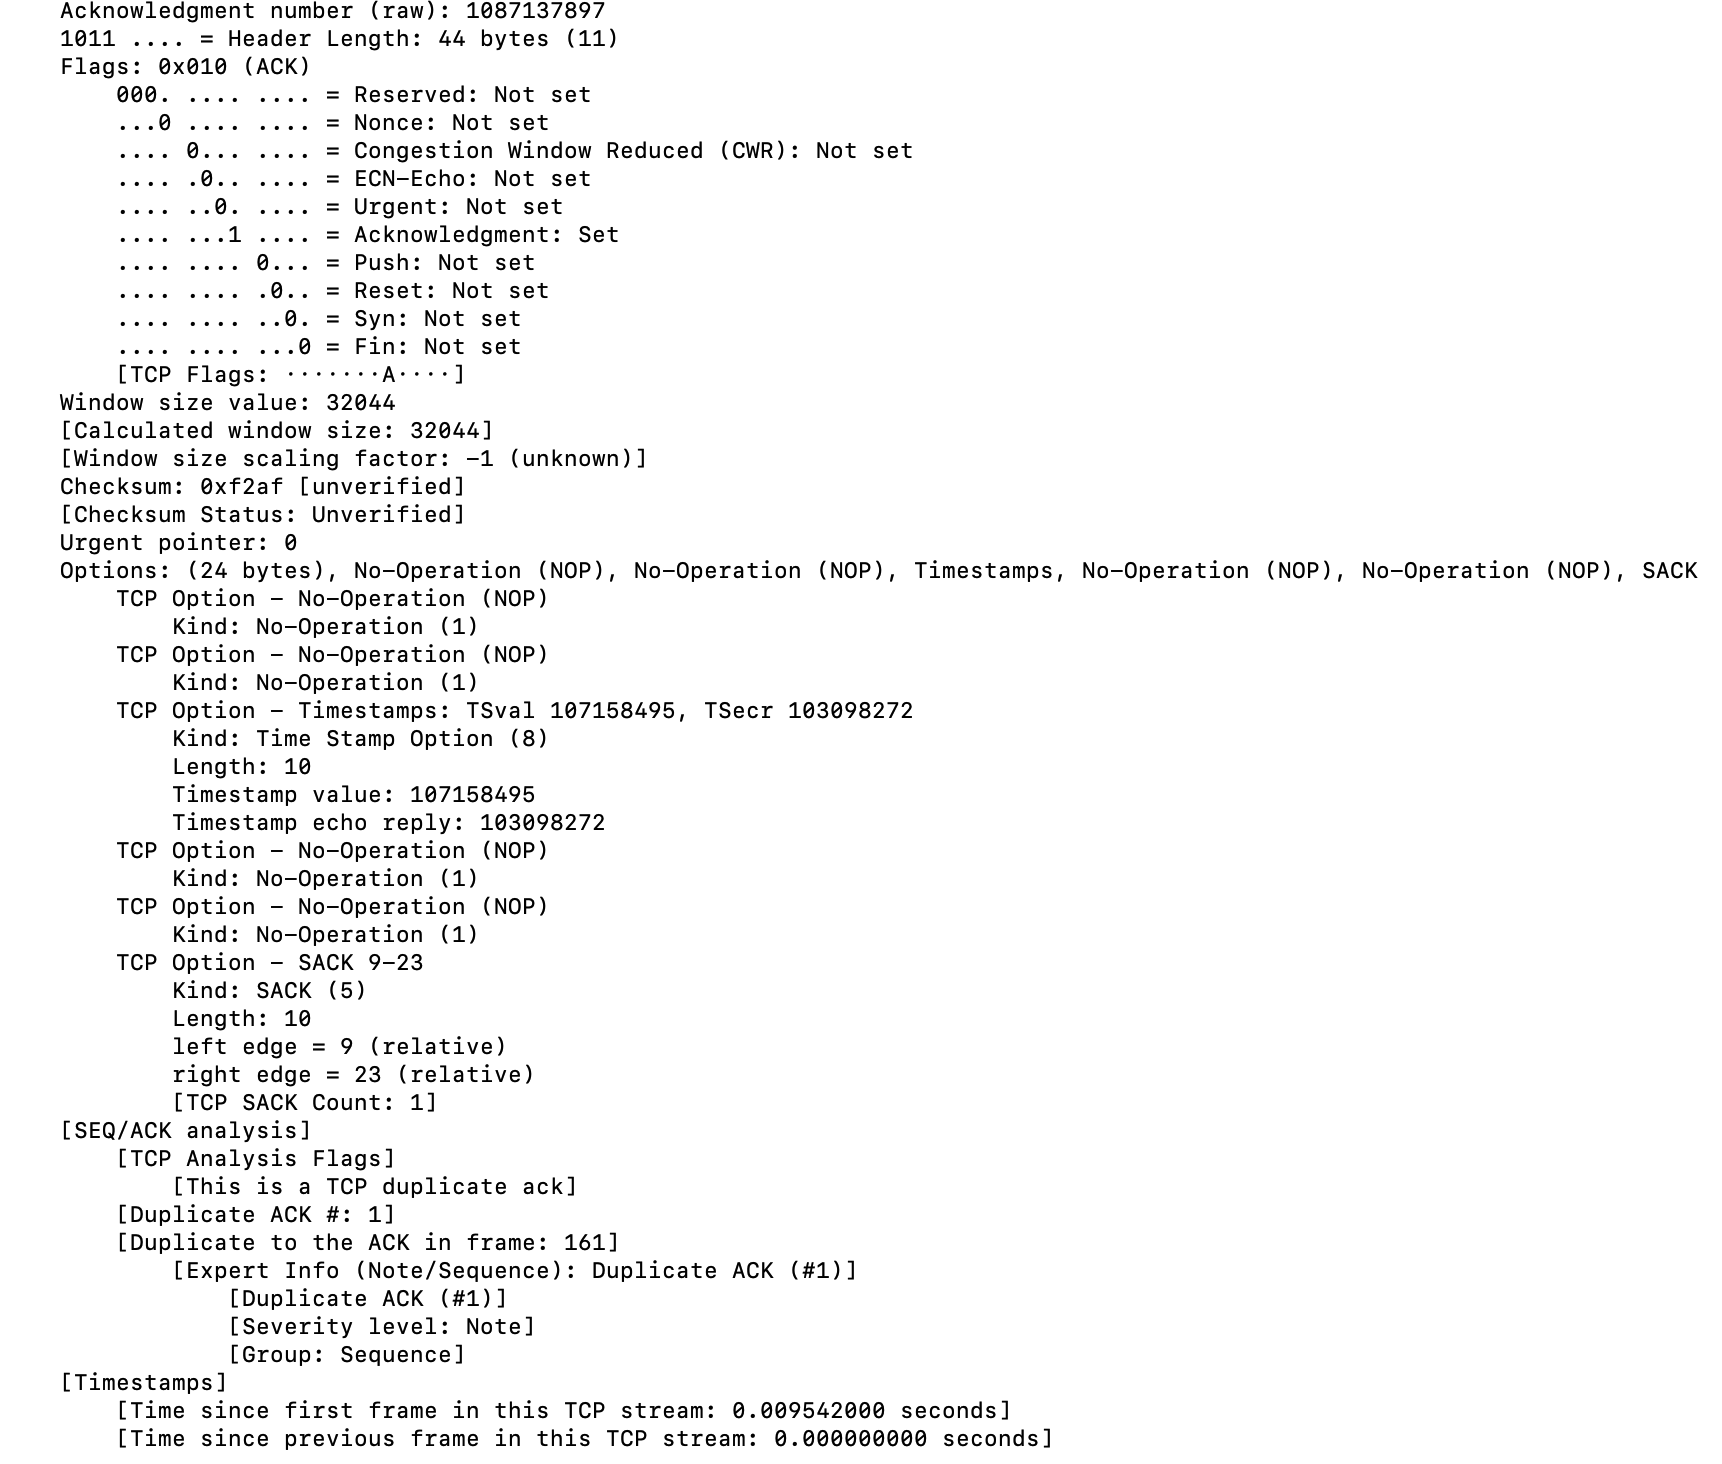 Acknowledgment number (raw): 1087137897
1011 .... = Header Length: 44 bytes (11)
Flags: 0x010 (ACK)
000. .... .... = Reserved: Not set
...0 .... .... = Nonce: Not set
.... 0... .... = Congestion Window Reduced (CWR): Not set
.... .0.. .... = ECN-Echo: Not set
.... ..0. .... = Urgent: Not set
.... ...1 .... = Acknowledgment: Set
.... .... 0... = Push: Not set
.... .... .0.. = Reset: Not set
.... .... ..0. = Syn: Not set
.... .... ...0 = Fin: Not set
[TCP Flags: ·······A····]
Window size value: 32044
[Calculated window size: 32044]
[Window size scaling factor: -1 (unknown)]
Checksum: 0xf2af [unverified]
[Checksum Status: Unverified]
Urgent pointer: 0
Options: (24 bytes), No-Operation (NOP), No-Operation (NOP), Timestamps, No-Operation (NOP), No-Operation (NOP), SACK
TCP Option - No-Operation (NOP)
Kind: No-Operation (1)
TCP Option - No-Operation (NOP)
Kind: No-Operation (1)
TCP Option - Timestamps: TSval 107158495, TSecr 103098272
Kind: Time Stamp Option (8)
Length: 10
Timestamp value: 107158495
Timestamp echo reply: 103098272
TCP Option - No-Operation (NOP)
Kind: No-Operation (1)
TCP Option - No-Operation (NOP)
Kind: No-Operation (1)
TCP Option - SACK 9-23
Kind: SACK (5)
Length: 10
left edge = 9 (relative)
right edge = 23 (relative)
[TCP SACK Count: 1]
[SEQ/ACK analysis]
[TCP Analysis Flags]
[This is a TCP duplicate ack]
[Duplicate ACK #: 1]
[Duplicate to the ACK in frame: 161]
[Expert Info (Note/Sequence): Duplicate ACK (#1)]
[Duplicate ACK (#1)]
[Severity level: Note]
[Group: Sequence]
[Timestamps]
[Time since first frame in this TCP stream: 0.009542000 seconds]
[Time since previous frame in this TCP stream: 0.000000000 seconds]